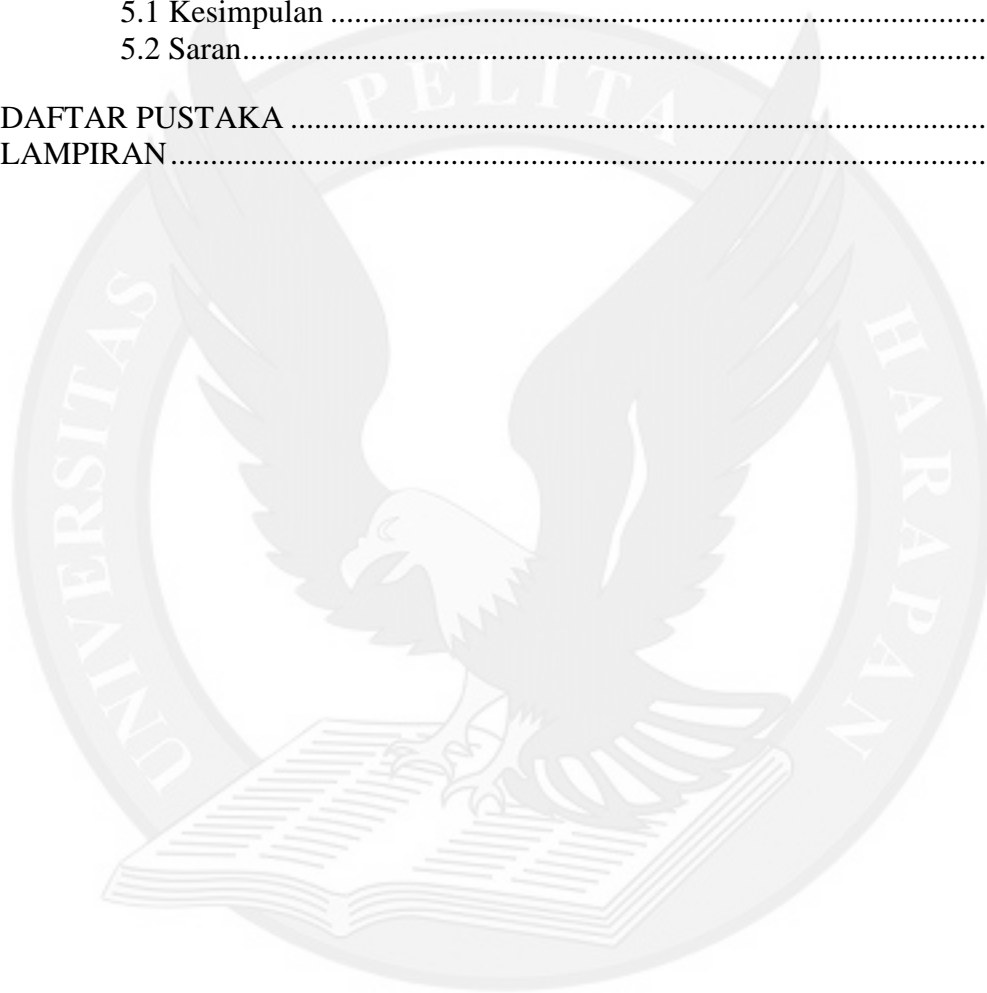 5.1 Kesimpulan ........................................................................................
5.2 Saran...................................................................................................
DAFTAR PUSTAKA .............................................................................................
LAMPIRAN.............................................................................................................
UNIVERSITAS PELITA HARAPAN